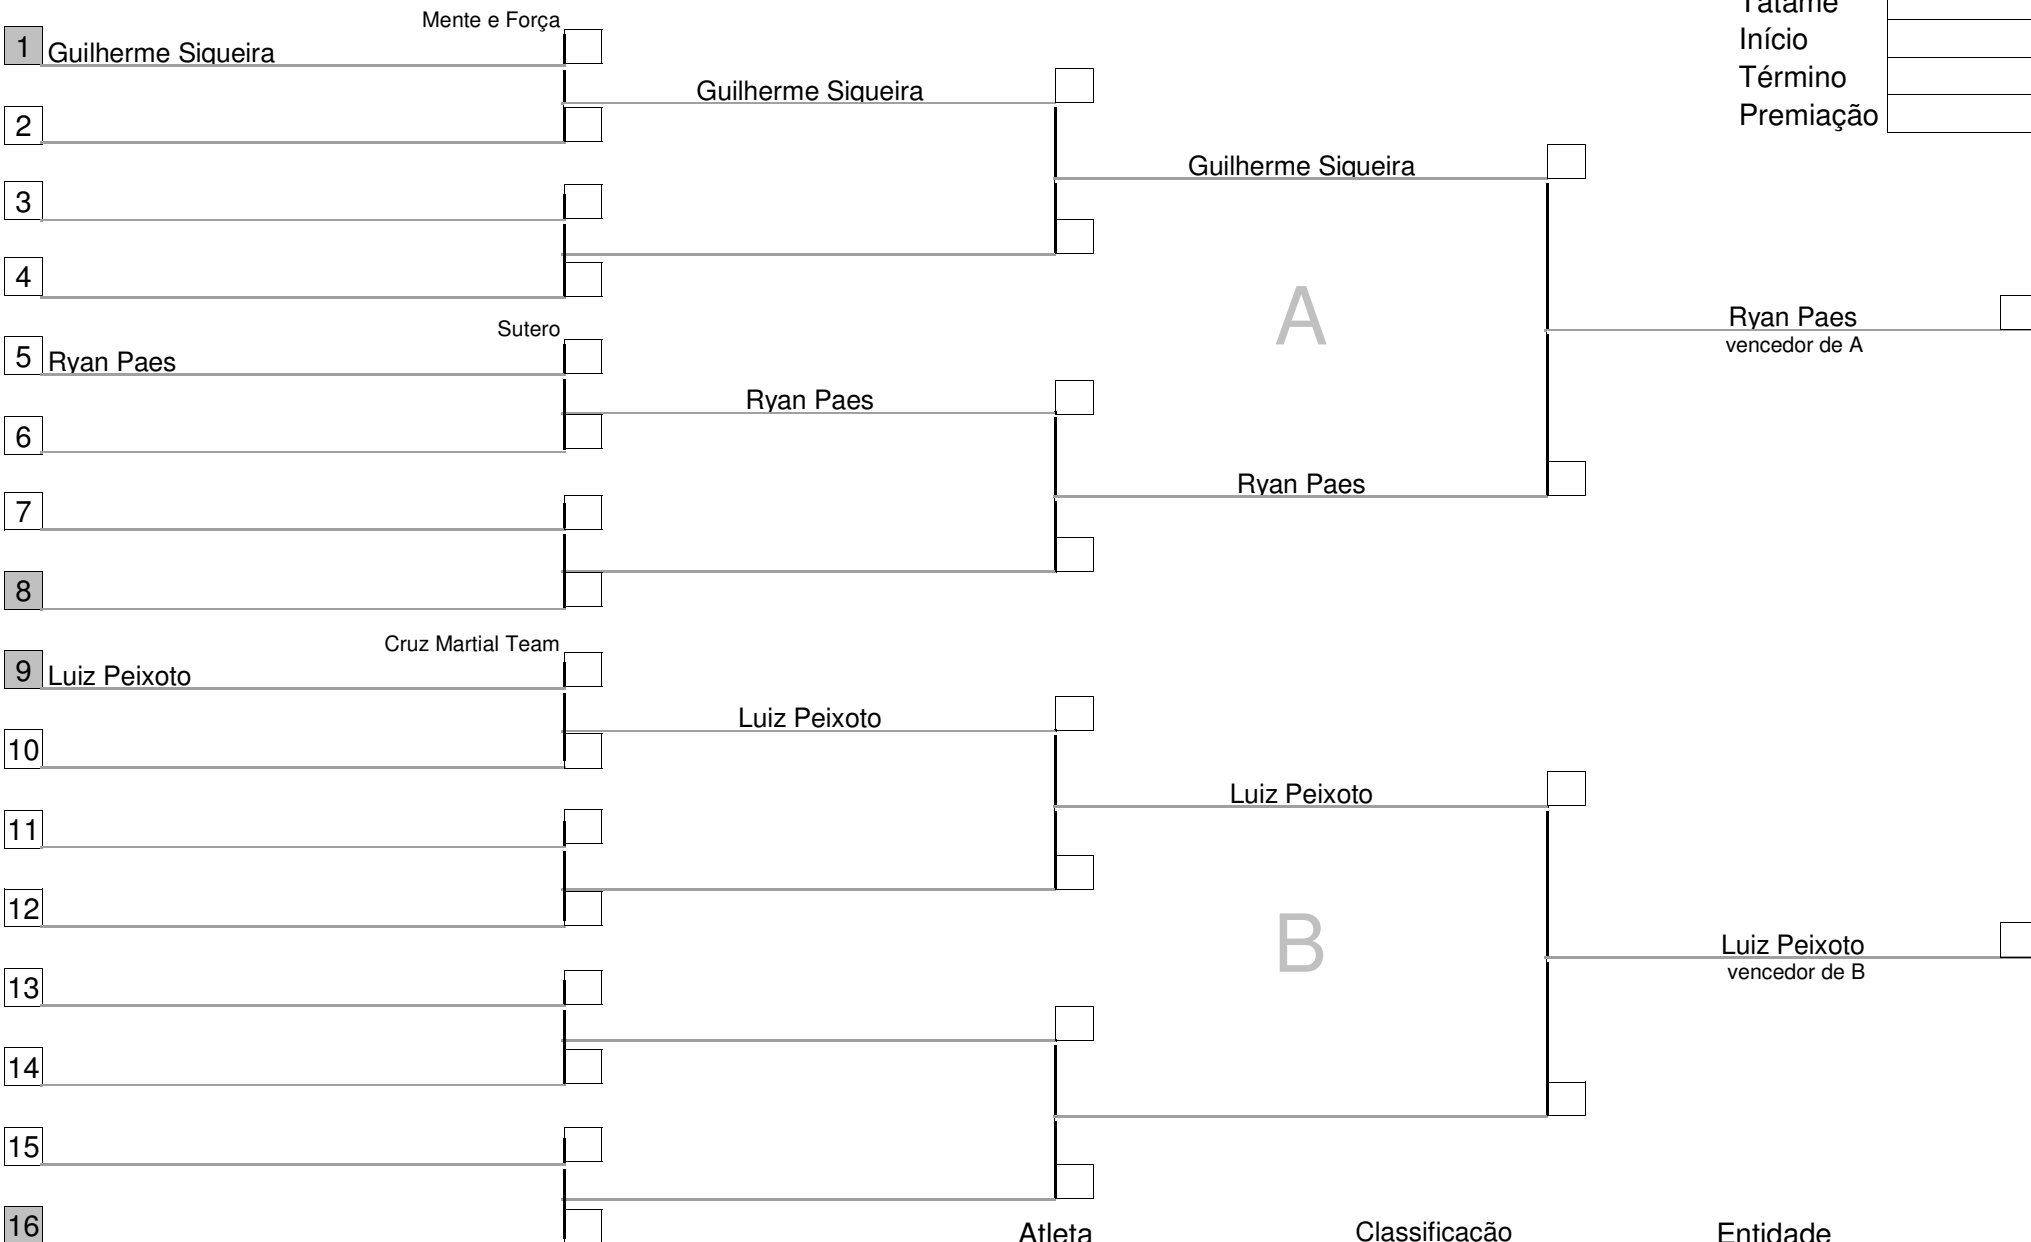 Mente e Força
1 Guilherme Siqueira
Tatame
Início
Término
Premiação
Guilherme Siqueira
2
Guilherme Siqueira
3
4
A
Sutero
5 Ryan Paes
Ryan Paes
vencedor de A
Ryan Paes
6
Ryan Paes
7
8
Cruz Martial Team
9 Luiz Peixoto
Luiz Peixoto
10
Luiz Peixoto
11
12
B
Luiz Peixoto
vencedor de B
13
14
15
16
Atleta Classificação Entidade